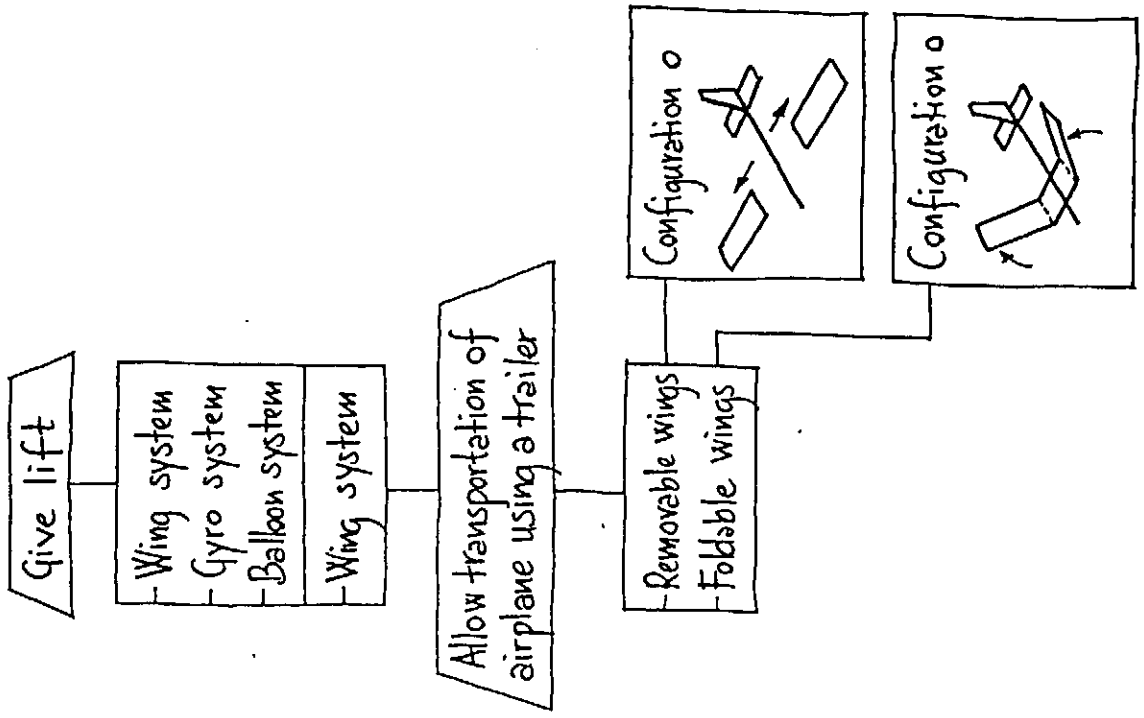 Give lift
Wing system
Gyro system
Balloon system
Wing system
Allow transportation of
airplane using a trailer
Removable wings
Foldable wings
Configuration o
Configuration o